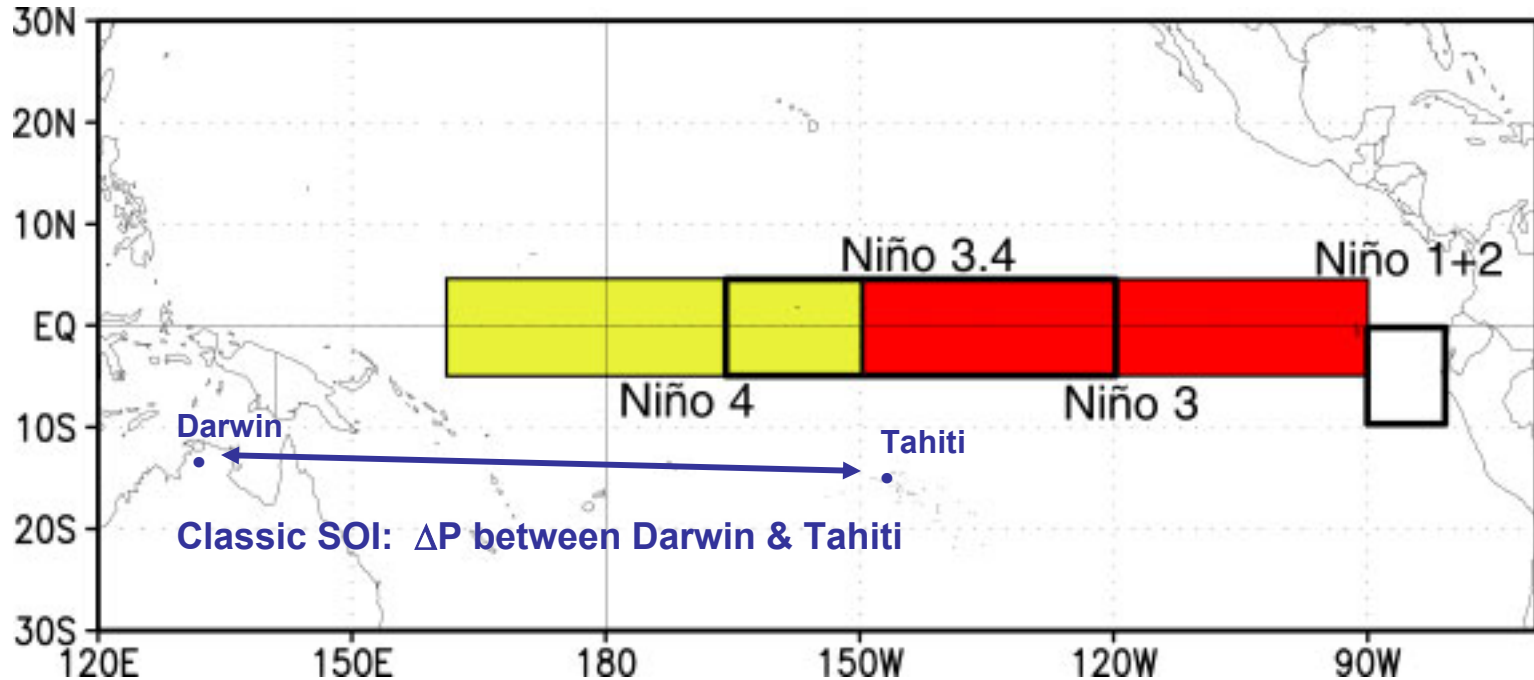 30N
20N
10N
Niño 3.4
Niño 1+2
EQ
Niño 4
Niño 3
10S
Darwin
Tahiti
20S
Classic SOI: ΔP between Darwin & Tahiti
30S
120E 150E 180 150W 120W 90W